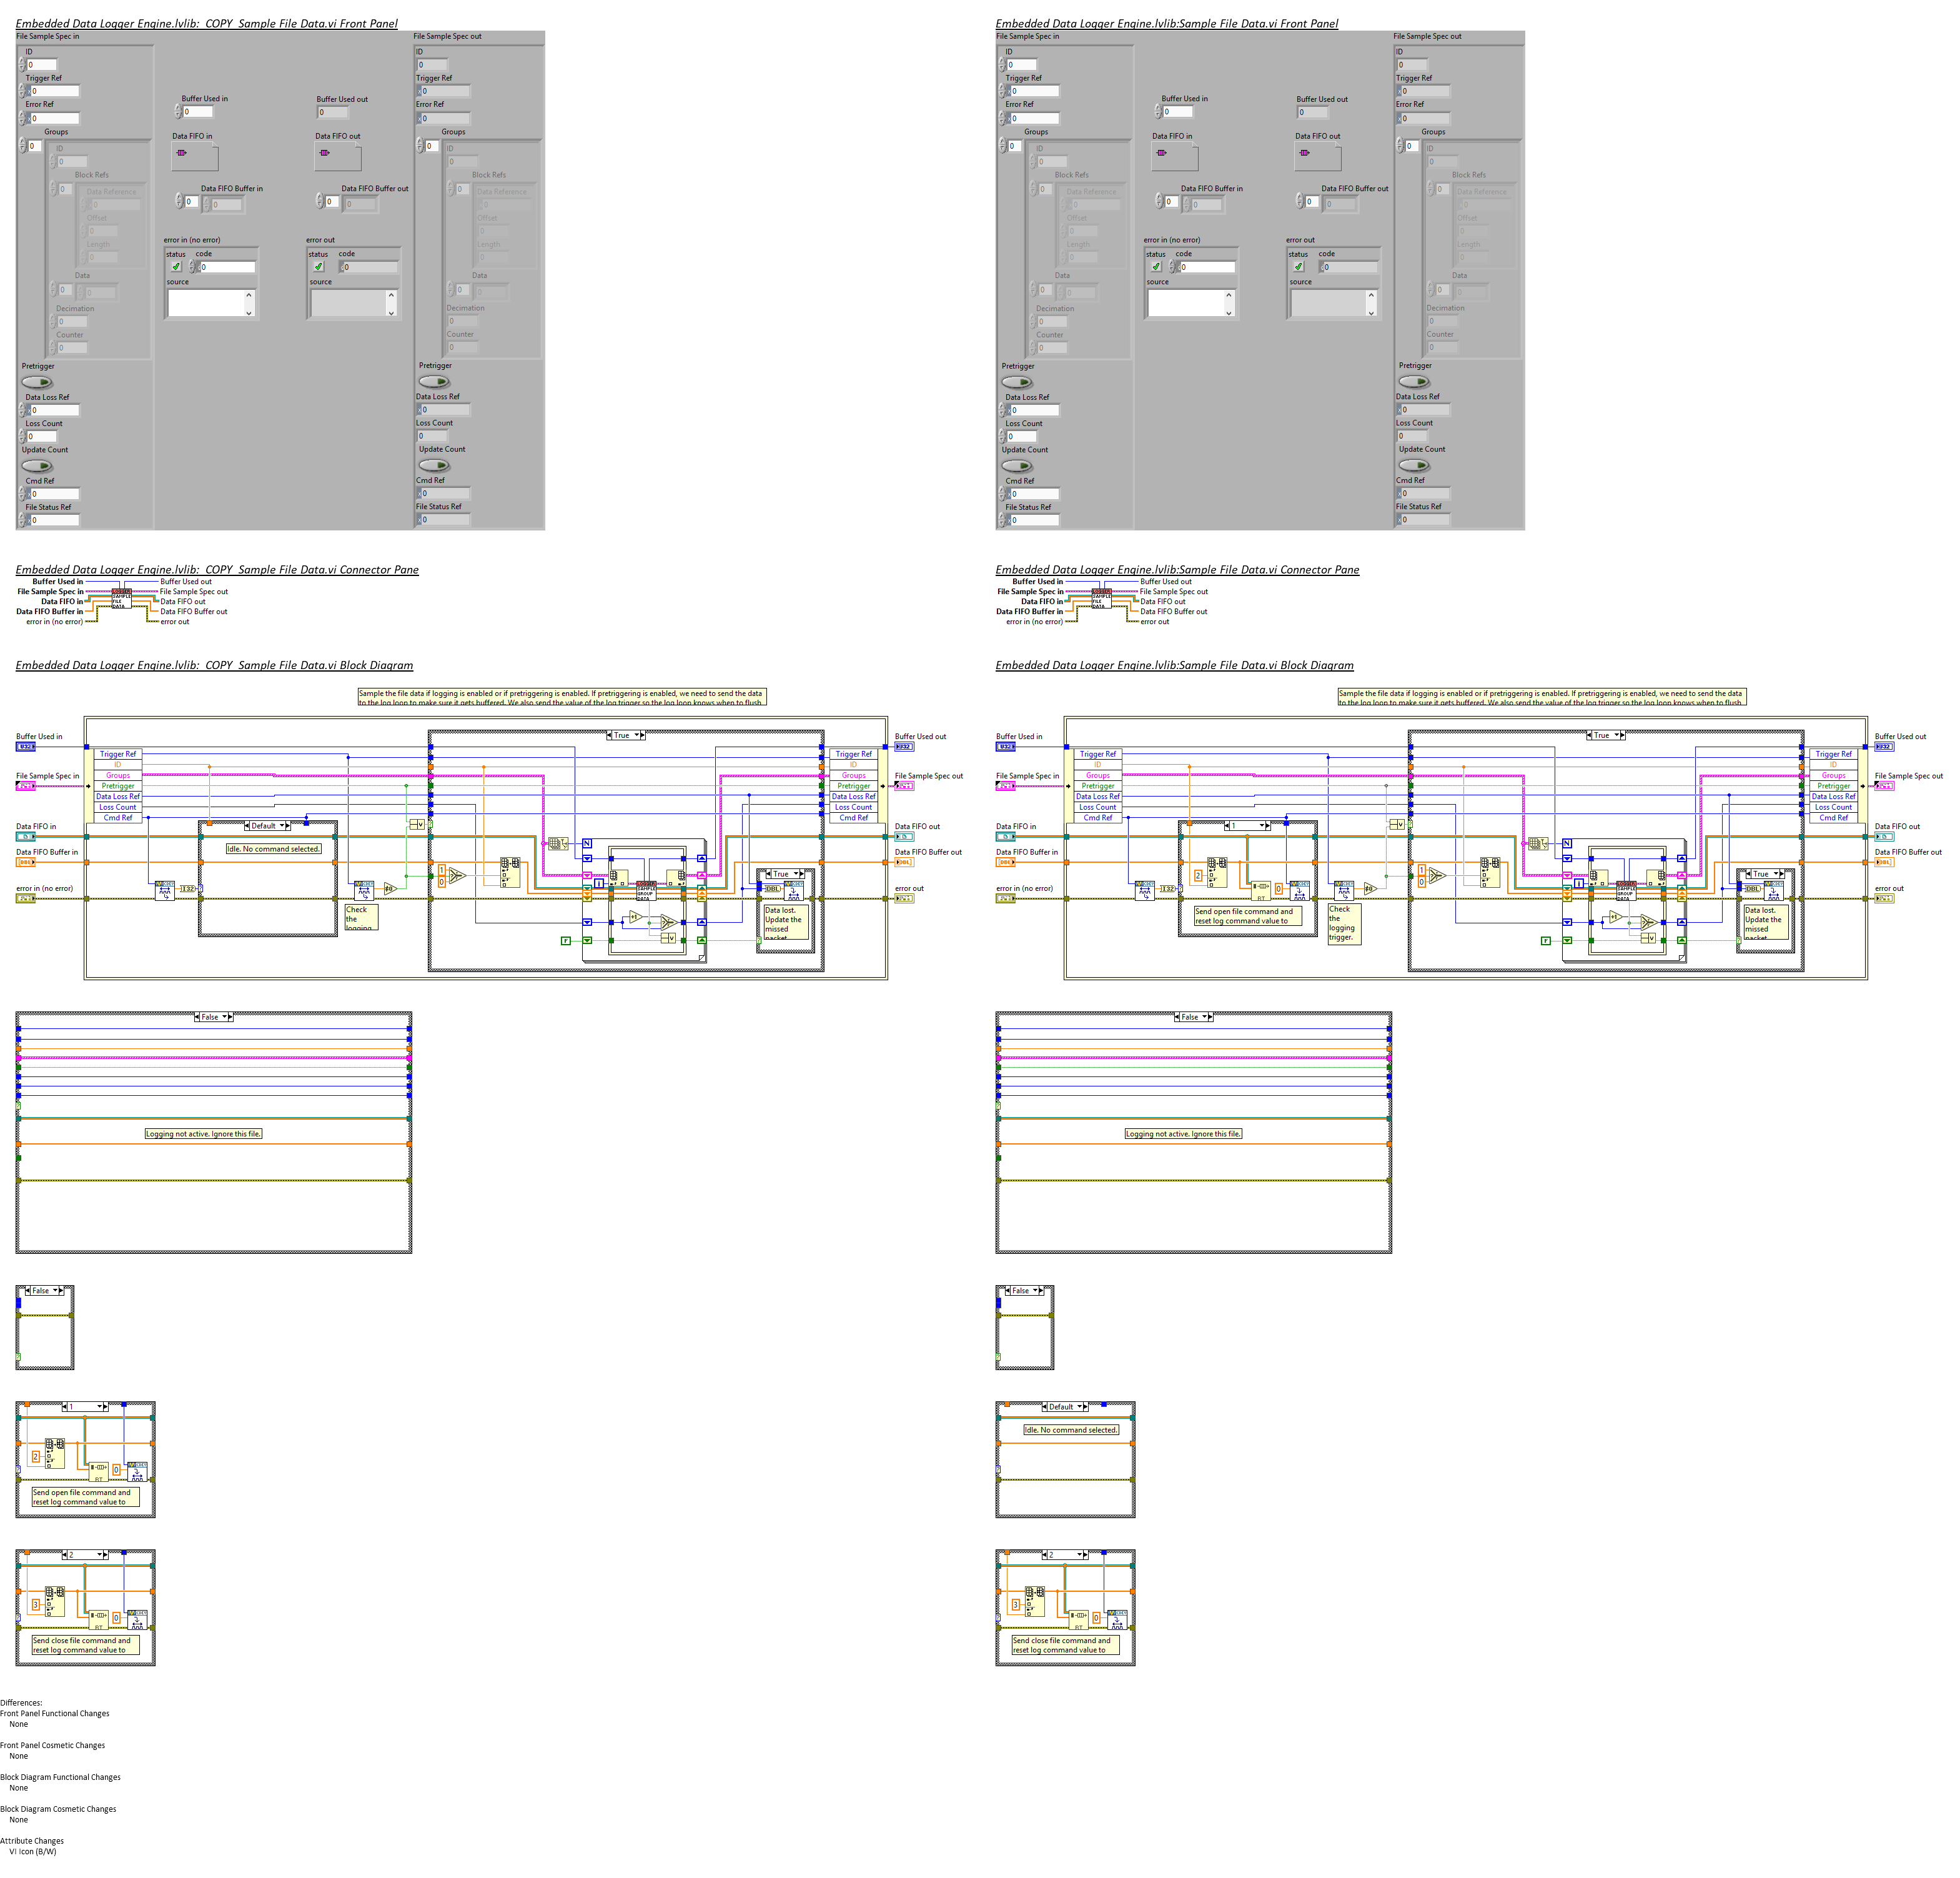 Embedded Data Logger Engine.lvlib:_COPY_Sample File Data.vi Front Panel
File Sample Spec in
File Sample Spec out
ID
0
Trigger Ref
0
Error Ref
0
Groups
0
ID
0
Block Refs
0
Data Reference
0
Offset
0
Length
0
Data
0
0
Decimation
0
Counter
0
Pretrigger
Data Loss Ref
0
Loss Count
0
Update Count
Cmd Ref
0
File Status Ref
0
Buffer Used in
0
Buffer Used out
0
Data FIFO in
Data FIFO out
Data FIFO Buffer in
0
0
Data FIFO Buffer out
0
0
error in (no error)
status code
0
source
error out
status code
0
source
ID
0
Trigger Ref
0
Error Ref
0
Groups
0
ID
0
Block Refs
0
Data Reference
0
Offset
0
Length
0
Data
0
0
Decimation
0
Counter
0
Pretrigger
Data Loss Ref
0
Loss Count
0
Update Count
Cmd Ref
0
File Status Ref
0
Embedded Data Logger Engine.lvlib:Sample File Data.vi Front Panel
File Sample Spec in
File Sample Spec out
ID
0
Trigger Ref
0
Error Ref
0
Groups
0
ID
0
Block Refs
0
Data Reference
0
Offset
0
Length
0
Data
0
0
Decimation
0
Counter
0
Pretrigger
Data Loss Ref
0
Loss Count
0
Update Count
Cmd Ref
0
File Status Ref
0
Buffer Used in
0
Buffer Used out
0
Data FIFO in
Data FIFO out
Data FIFO Buffer in
0
0
Data FIFO Buffer out
0
0
error in (no error)
status code
0
source
error out
status code
0
source
ID
0
Trigger Ref
0
Error Ref
0
Groups
0
ID
0
Block Refs
0
Data Reference
0
Offset
0
Length
0
Data
0
0
Decimation
0
Counter
0
Pretrigger
Data Loss Ref
0
Loss Count
0
Update Count
Cmd Ref
0
File Status Ref
0
Embedded Data Logger Engine.lvlib:_COPY_Sample File Data.vi Connector Pane
Buffer Used in
File Sample Spec in
Data FIFO in
Data FIFO Buffer in
error in (no error)
SAMPLE
FILE
DATA
Buffer Used out
File Sample Spec out
Data FIFO out
Data FIFO Buffer out
error out
Embedded Data Logger Engine.lvlib:Sample File Data.vi Connector Pane
Buffer Used in
File Sample Spec in
Data FIFO in
Data FIFO Buffer in
error in (no error)
SAMPLE
FILE
DATA
Buffer Used out
File Sample Spec out
Data FIFO out
Data FIFO Buffer out
error out
Embedded Data Logger Engine.lvlib:_COPY_Sample File Data.vi Block Diagram
Sample the file data if logging is enabled or if pretriggering is enabled. If pretriggering is enabled, we need to send the data
to the log loop to make sure it gets buffered. We also send the value of the log trigger so the log loop knows when to flush
Buffer Used in
U32
File Sample Spec in
Data FIFO in
Data FIFO Buffer in
DBL
error in (no error)
Trigger Ref
ID
Groups
Pretrigger
Data Loss Ref
Loss Count
Cmd Ref
Default
Idle. No command selected.
I32
Check
the
logging
True
1
0
N
i
SAMPLE
GROUP
DATA
F
True
DBL
Data lost.
Update the
missed
packet
Trigger Ref
ID
Groups
Pretrigger
Data Loss Ref
Loss Count
Cmd Ref
Buffer Used out
U32
File Sample Spec out
Data FIFO out
Data FIFO Buffer out
DBL
error out
Embedded Data Logger Engine.lvlib:Sample File Data.vi Block Diagram
Sample the file data if logging is enabled or if pretriggering is enabled. If pretriggering is enabled, we need to send the data
to the log loop to make sure it gets buffered. We also send the value of the log trigger so the log loop knows when to flush
Buffer Used in
U32
File Sample Spec in
Data FIFO in
Data FIFO Buffer in
DBL
error in (no error)
Trigger Ref
ID
Groups
Pretrigger
Data Loss Ref
Loss Count
Cmd Ref
1
2
0
RT
Send open file command and
reset log command value to
I32
Check
the
logging
trigger.
True
1
0
N
i
SAMPLE
GROUP
DATA
F
True
DBL
Data lost.
Update the
missed
packet
Trigger Ref
ID
Groups
Pretrigger
Data Loss Ref
Loss Count
Cmd Ref
Buffer Used out
U32
File Sample Spec out
Data FIFO out
Data FIFO Buffer out
DBL
error out
False
Logging not active. Ignore this file.
False
Logging not active. Ignore this file.
False
False
1
2
0
RT
Send open file command and
reset log command value to
Default
Idle. No command selected.
2
3
0
RT
Send close file command and
reset log command value to
2
3
0
RT
Send close file command and
reset log command value to
Differences:
Front Panel Functional Changes
None
Front Panel Cosmetic Changes
None
Block Diagram Functional Changes
None
Block Diagram Cosmetic Changes
None
Attribute Changes
VI Icon (B/W)